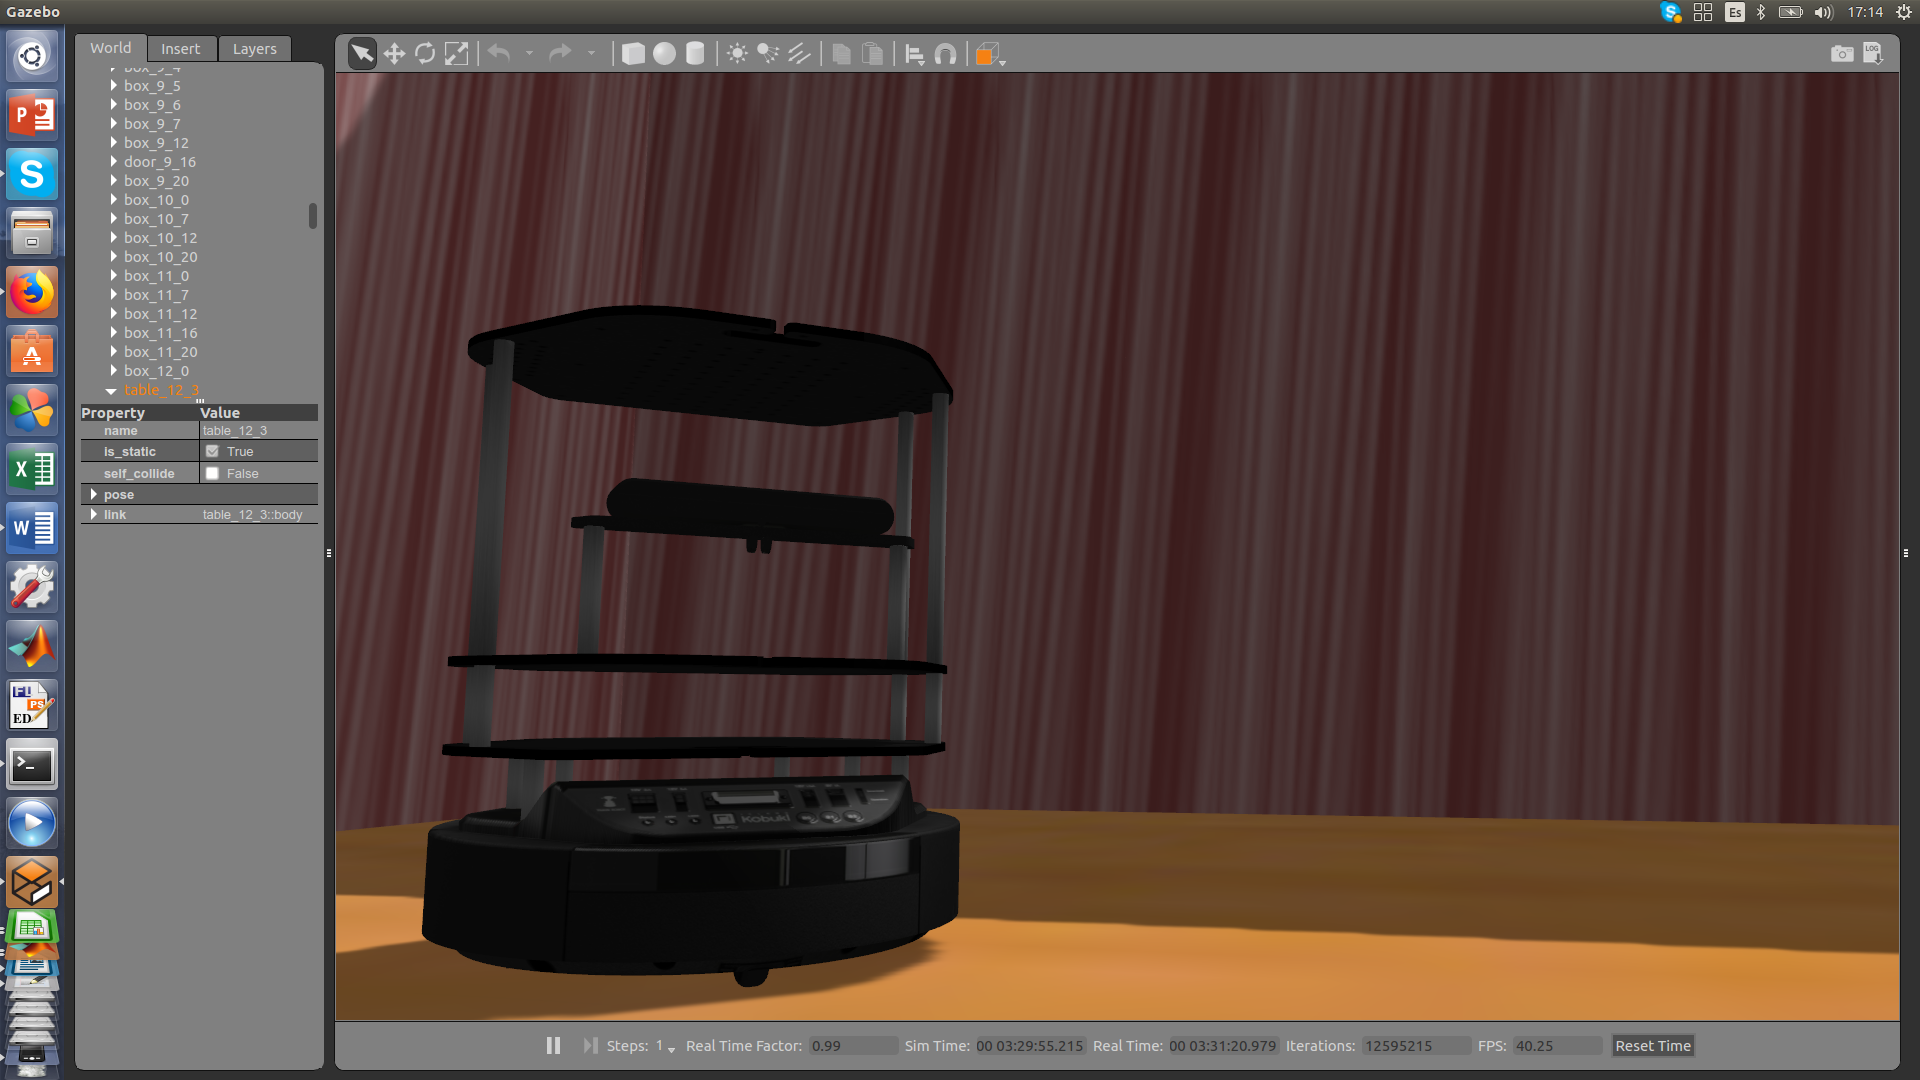 Gazebo
Es
17:14
World
Insert
Layers
LOG
box_9_4
box_9_5
box_9_6
box_9_7
box_9_12
door_9_16
box_9_20
box_10_0
box_10_7
box_10_12
box_10_20
box_11_0
box_11_7
box_11_12
box_11_16
box_11_20
box_12_0
table_12_3
Property Value
name table_12_3
is_static True
self_collide False
pose
link table_12_3::body
Kobuki
Steps: 1 Real Time Factor: 0.99 Sim Time: 00 03:29:55.215 Real Time: 00 03:31:20.979 Iterations: 12595215 FPS: 40.25 Reset Time